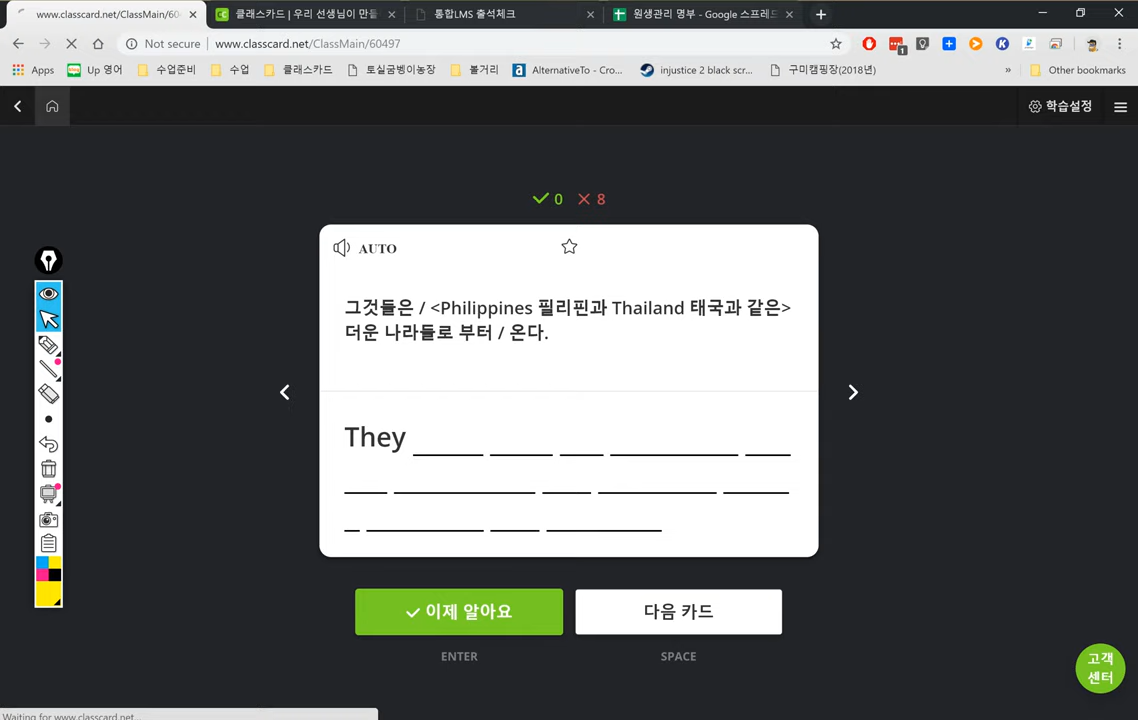 www.classcard.net/ClassMain/60
클래스카드 | 우리 선생님이 만들
통합LMS 출석체크
원생관리 명부 - Google 스프레드
Not secure
www.classcard.net/ClassMain/60497
1
Apps
Up 영어
수업준비
수업
클래스카드
토실굼벵이농장
볼거리
AlternativeTo - Cro...
injustice 2 black scr...
구미캠핑장(2018년)
»
Other bookmarks
학습설정
0
8
AUTO
그것들은 / <Philippines 필리핀과 Thailand 태국과 같은>
더운 나라들로 부터 / 온다.
They
이제 알아요
다음 카드
ENTER
SPACE
고객
센터
Waiting for www.classcard.net...